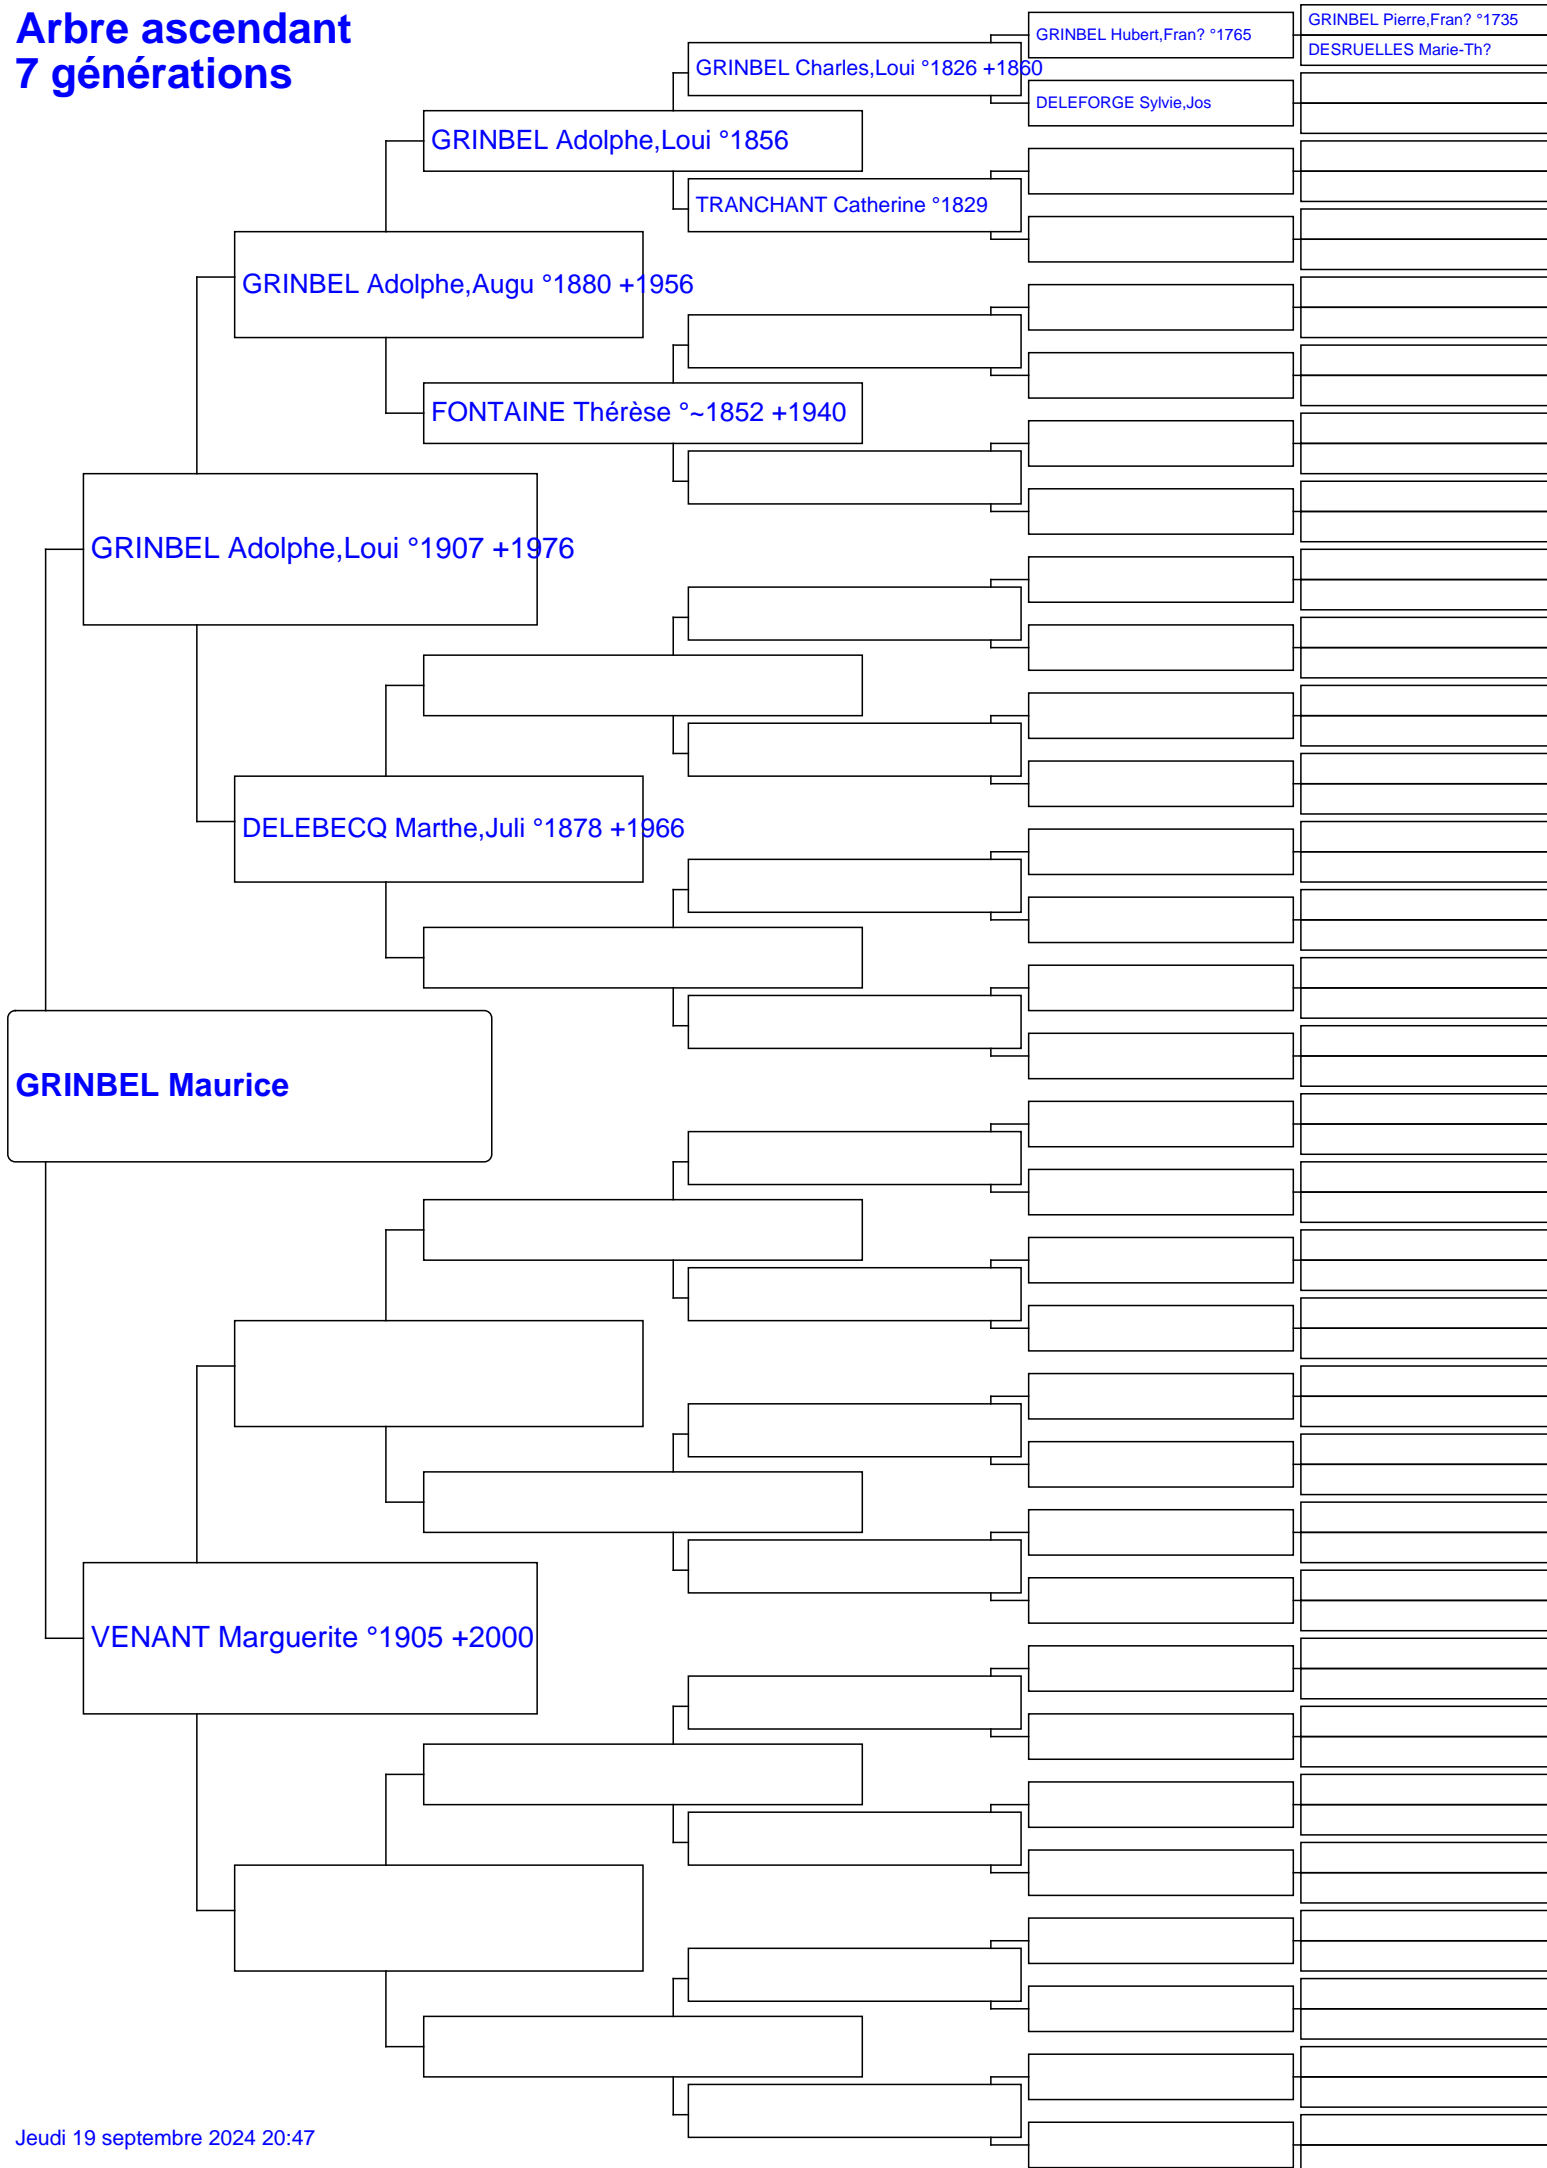 Arbre ascendant
7 générations
GRINBEL Pierre,Fran? °1735
GRINBEL Hubert,Fran? °1765
DESRUELLES Marie-Th?
GRINBEL Charles,Loui °1826 +1860
DELEFORGE Sylvie,Jos
GRINBEL Adolphe,Loui °1856
TRANCHANT Catherine °1829
GRINBEL Adolphe,Augu °1880 +1956
FONTAINE Thérèse °~1852 +1940
GRINBEL Adolphe,Loui °1907 +1976
DELEBECQ Marthe,Juli °1878 +1966
GRINBEL Maurice
VENANT Marguerite °1905 +2000
Jeudi 19 septembre 2024 20:47